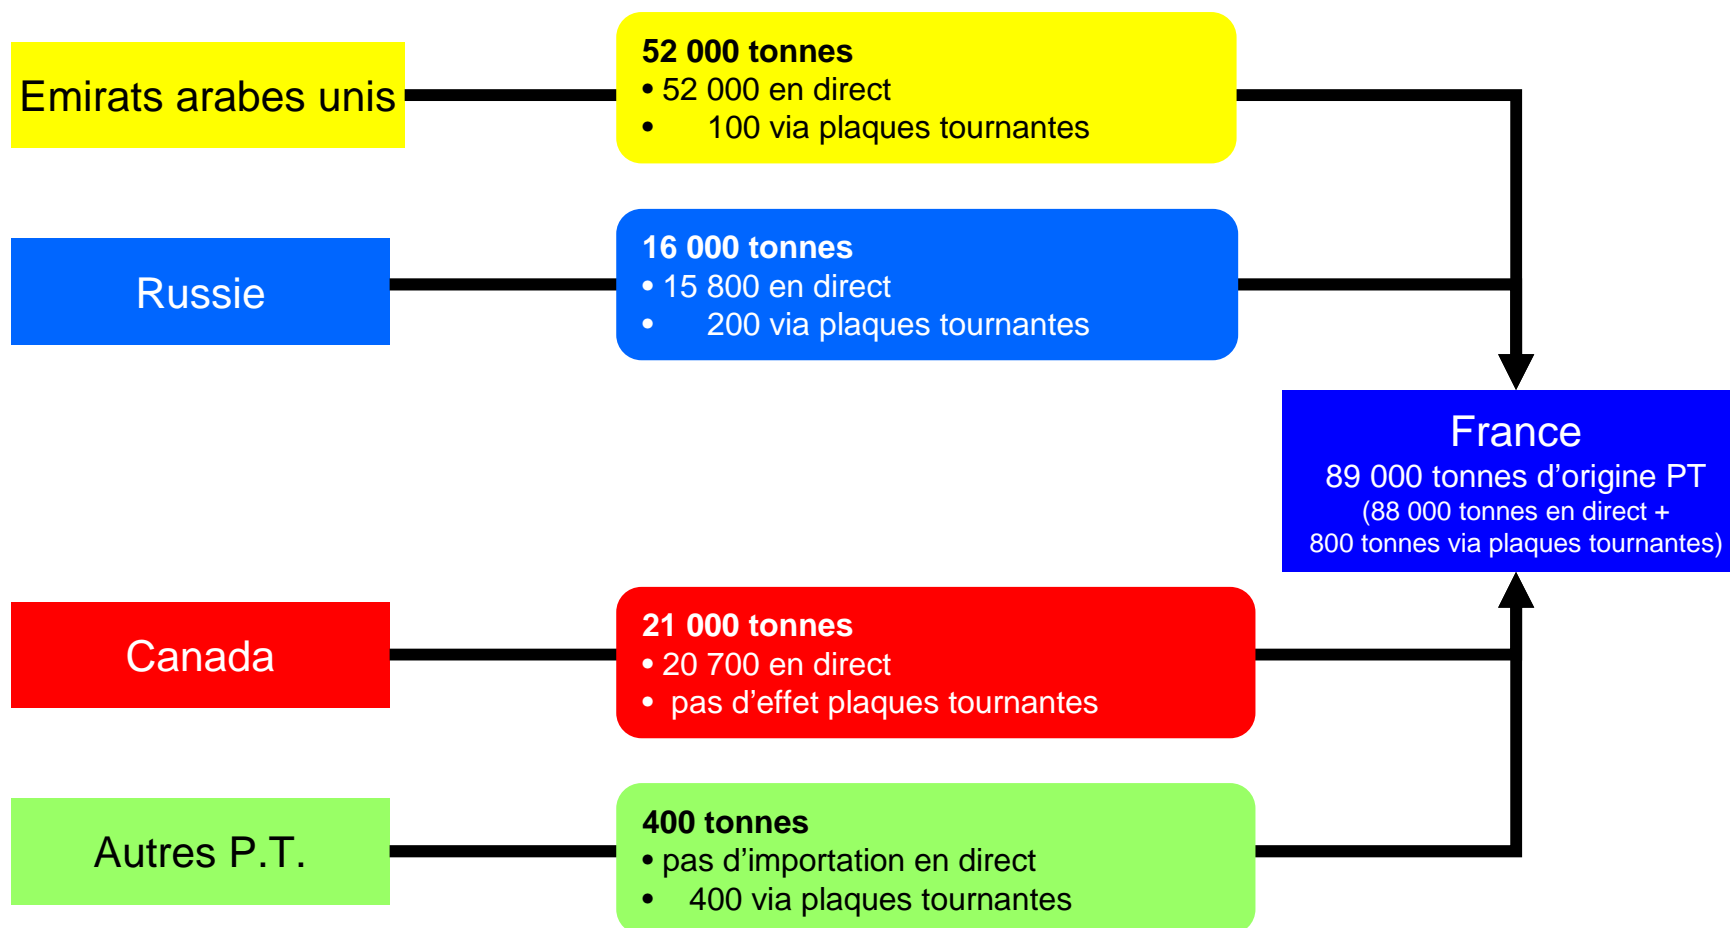 Emirats arabes unis
52 000 tonnes
• 52 000 en direct
• 100 via plaques tournantes
Russie
16 000 tonnes
• 15 800 en direct
• 200 via plaques tournantes
France
89 000 tonnes d’origine PT
(88 000 tonnes en direct +
800 tonnes via plaques tournantes)
Canada
21 000 tonnes
• 20 700 en direct
• pas d’effet plaques tournantes
Autres P.T.
400 tonnes
• pas d’importation en direct
• 400 via plaques tournantes